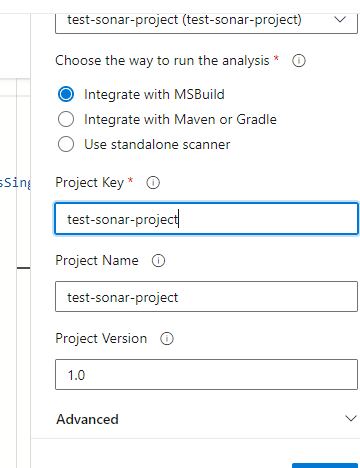 test-sonar-project (test-sonar-project)
Choose the way to run the analysis *
Integrate with MSBuild
Integrate with Maven or Gradle
Use standalone scanner
Project Key *
test-sonar-project
Project Name
test-sonar-project
Project Version
1.0
Advanced